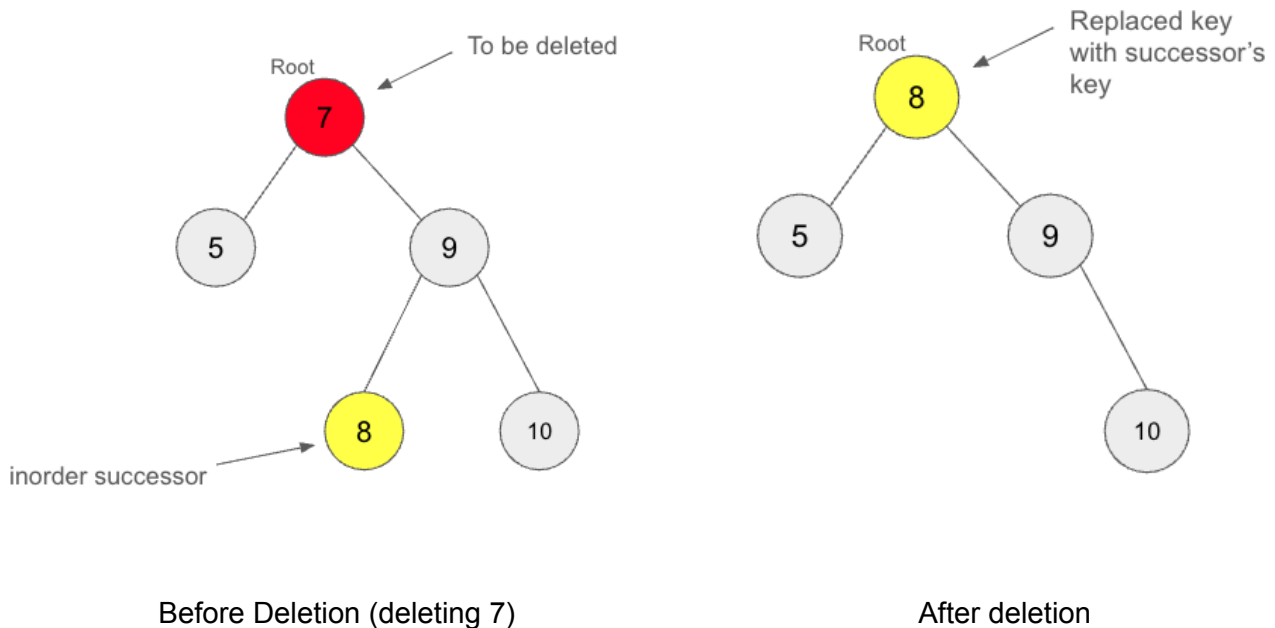 To be deleted
Root
7
5
9
8
10
inorder successor
Before Deletion (deleting 7)
Replaced key
with successor's
key
Root
8
5
9
10
After deletion